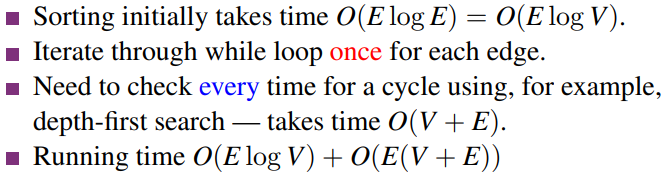 Sorting initially takes time O(E log E) = O(E log V).
Iterate through while loop once for each edge.
Need to check every time for a cycle using, for example,
depth-first search — takes time O(V + E).
Running time O(E log V) + O(E(V + E))